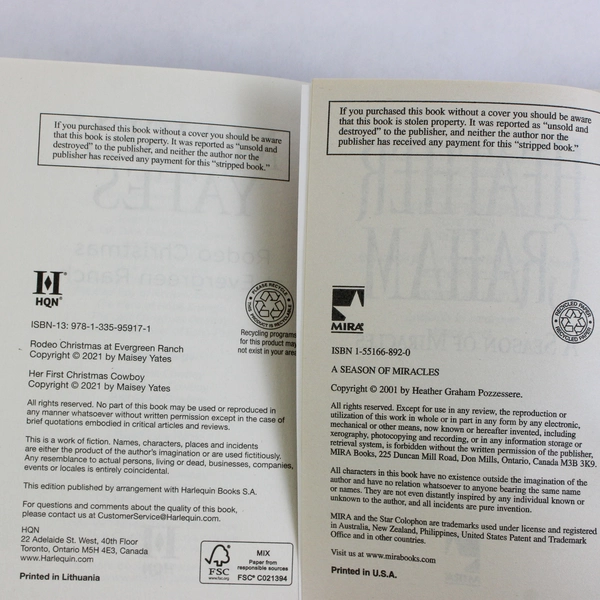 If you purchased this book without a cover you should be aware
that this book is stolen property. It was reported as "unsold and
destroyed" to the publisher, and neither the author nor the
publisher has received any payment for this "stripped book."
HQN®
PLEASE RECYCLE
THIS PRODUCT IS RECYCLABLE
Recycling programs
for this product may
not exist in your area
ISBN-13: 978-1-335-95917-1
Rodeo Christmas at Evergreen Ranch
Copyright © 2021 by Maisey Yates
Her First Christmas Cowboy
Copyright © 2021 by Maisey Yates
All rights reserved. No part of this book may be used or reproduced in
any manner whatsoever without written permission except in the case of
brief quotations embodied in critical articles and reviews.
This is a work of fiction. Names, characters, places and incidents
are either the product of the author's imagination or are used fictitiously.
Any resemblance to actual persons, living or dead, businesses, companies,
events or locales is entirely coincidental.
This edition published by arrangement with Harlequin Books S.A.
For questions and comments about the quality of this book,
please contact us at CustomerService@Harlequin.com.
HQN
22 Adelaide St. West, 40th Floor
Toronto, Ontario M5H 4E3, Canada
www.Harlequin.com
Printed in Lithuania
FSC
www.fsc.org
MIX
Paper from
responsible sources
FSC® C021394
If you purchased this book without a cover you should be aware
that this book is stolen property. It was reported as "unsold and
destroyed" to the publisher, and neither the author nor the
publisher has received any payment for this "stripped book."
MIRA®
RECYCLED PAPER
RECYCLED PAPER
ISBN 1-55166-892-0
A SEASON OF MIRACLES
Copyright © 2001 by Heather Graham Pozzessere.
All rights reserved. Except for use in any review, the reproduction or
utilization of this work in whole or in part in any form by any electronic,
mechanical or other means, now known or hereafter invented, including
xerography, photocopying and recording, or in any information storage or
retrieval system, is forbidden without the written permission of the publisher,
MIRA Books, 225 Duncan Mill Road, Don Mills, Ontario, Canada M3B 3K9.
All characters in this book have no existence outside the imagination of the
author and have no relation whatsoever to anyone bearing the same name
or names. They are not even distantly inspired by any individual known or
unknown to the author, and all incidents are pure invention.
MIRA and the Star Colophon are trademarks used under license and registered
in Australia, New Zealand, Philippines, United States Patent and Trademark
Office and in other countries.
Visit us at www.mirabooks.com
Printed in U.S.A.